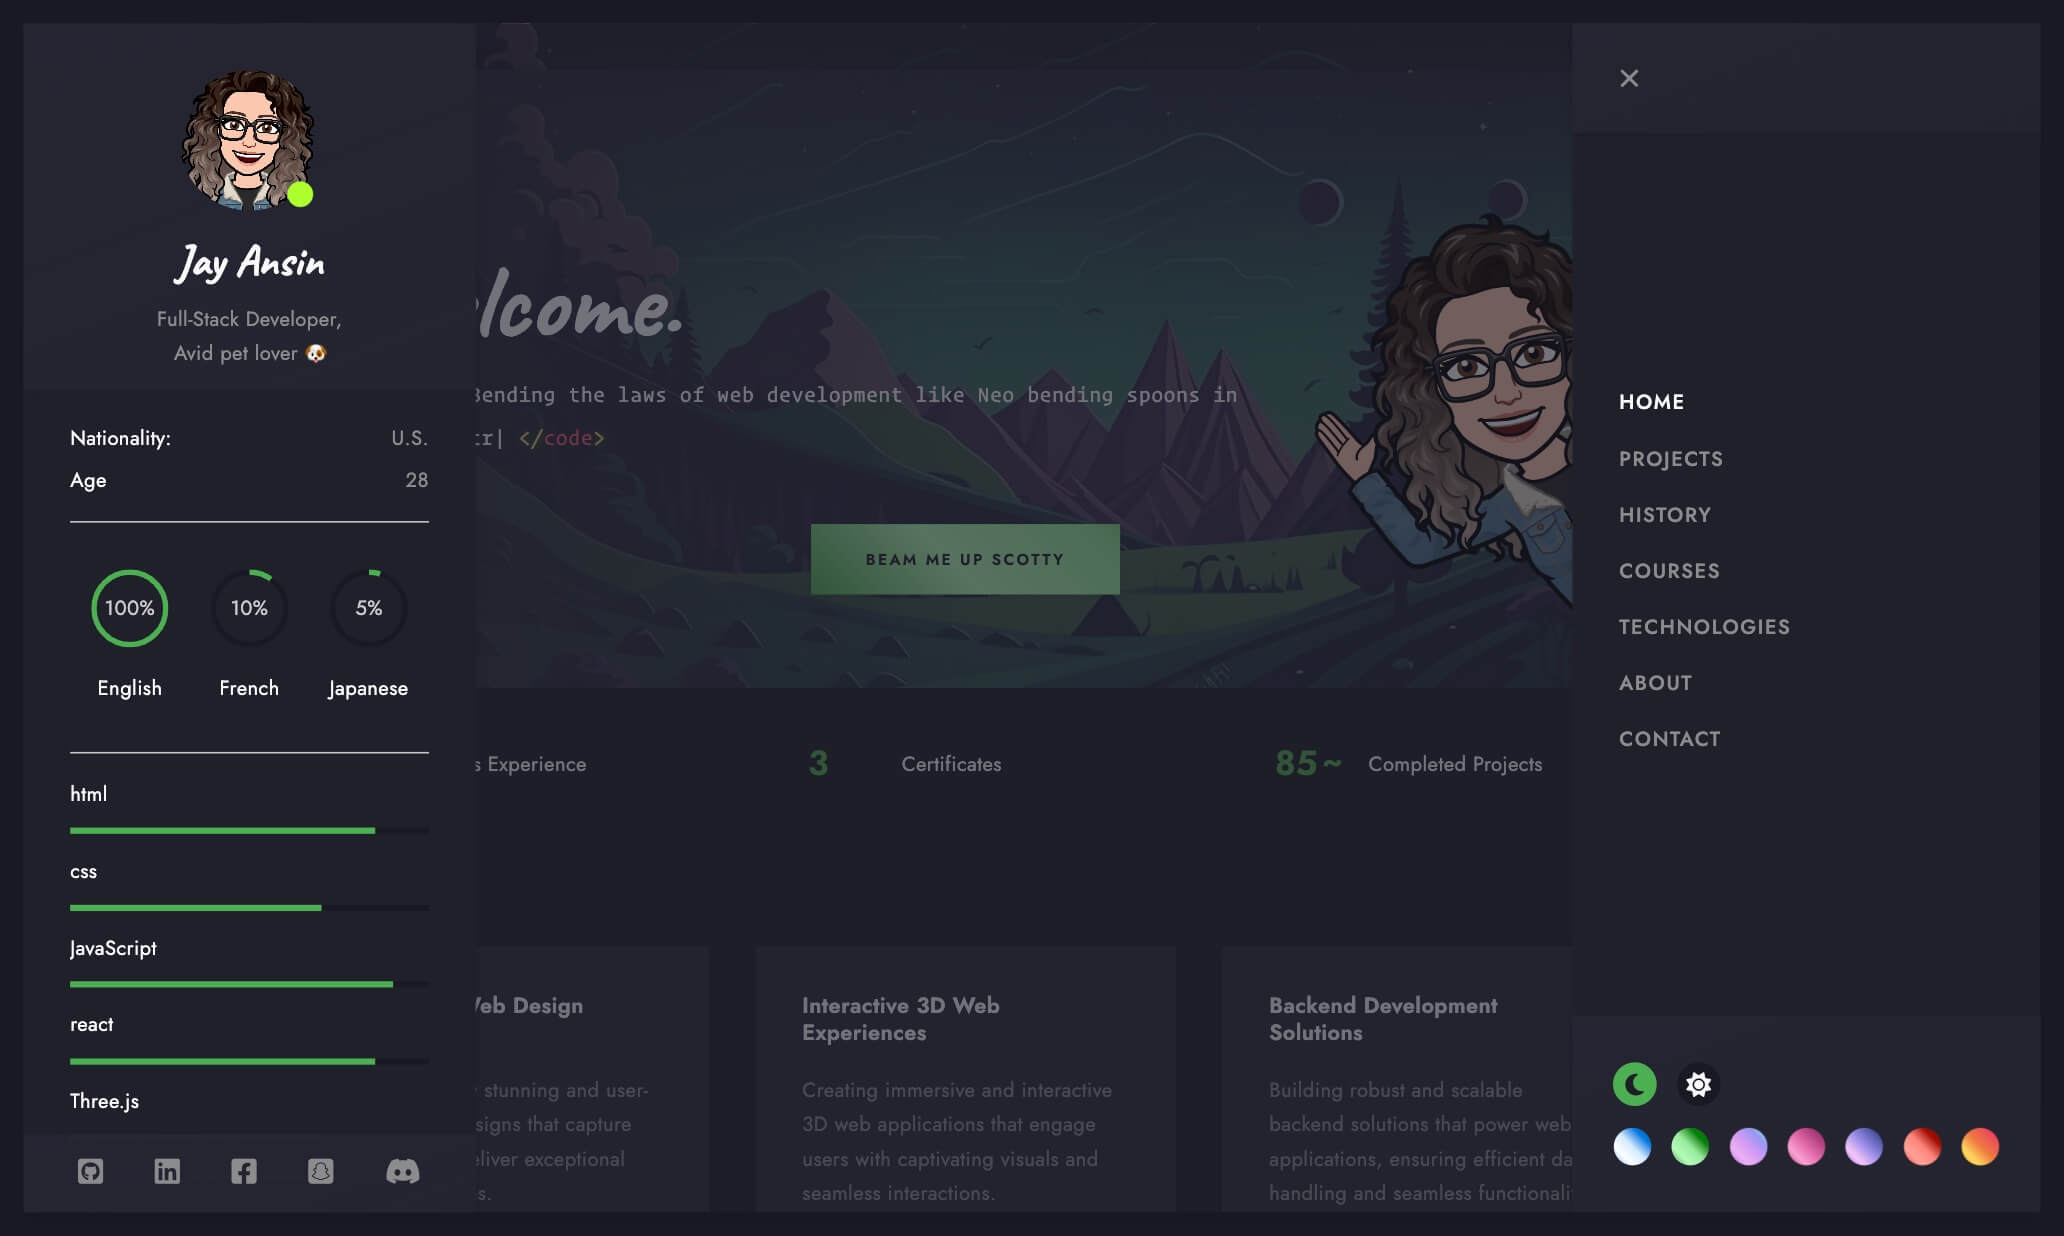 Jay Ansin
Full-Stack Developer,
Avid pet lover 🐶
Nationality: U.S.
Age 28
100% 10% 5%
English French Japanese
html
css
JavaScript
react
Three.js
lcome.
Bending the laws of web development like Neo bending spoons in
tr| </code>
BEAM ME UP SCOTTY
s Experience
3 Certificates
85~ Completed Projects
Web Design
stunning and user-
signs that capture
eliver exceptional
s.
Interactive 3D Web
Experiences
Creating immersive and interactive
3D web applications that engage
users with captivating visuals and
seamless interactions.
Backend Development
Solutions
Building robust and scalable
backend solutions that power web
applications, ensuring efficient da
handling and seamless functionali
HOME
PROJECTS
HISTORY
COURSES
TECHNOLOGIES
ABOUT
CONTACT